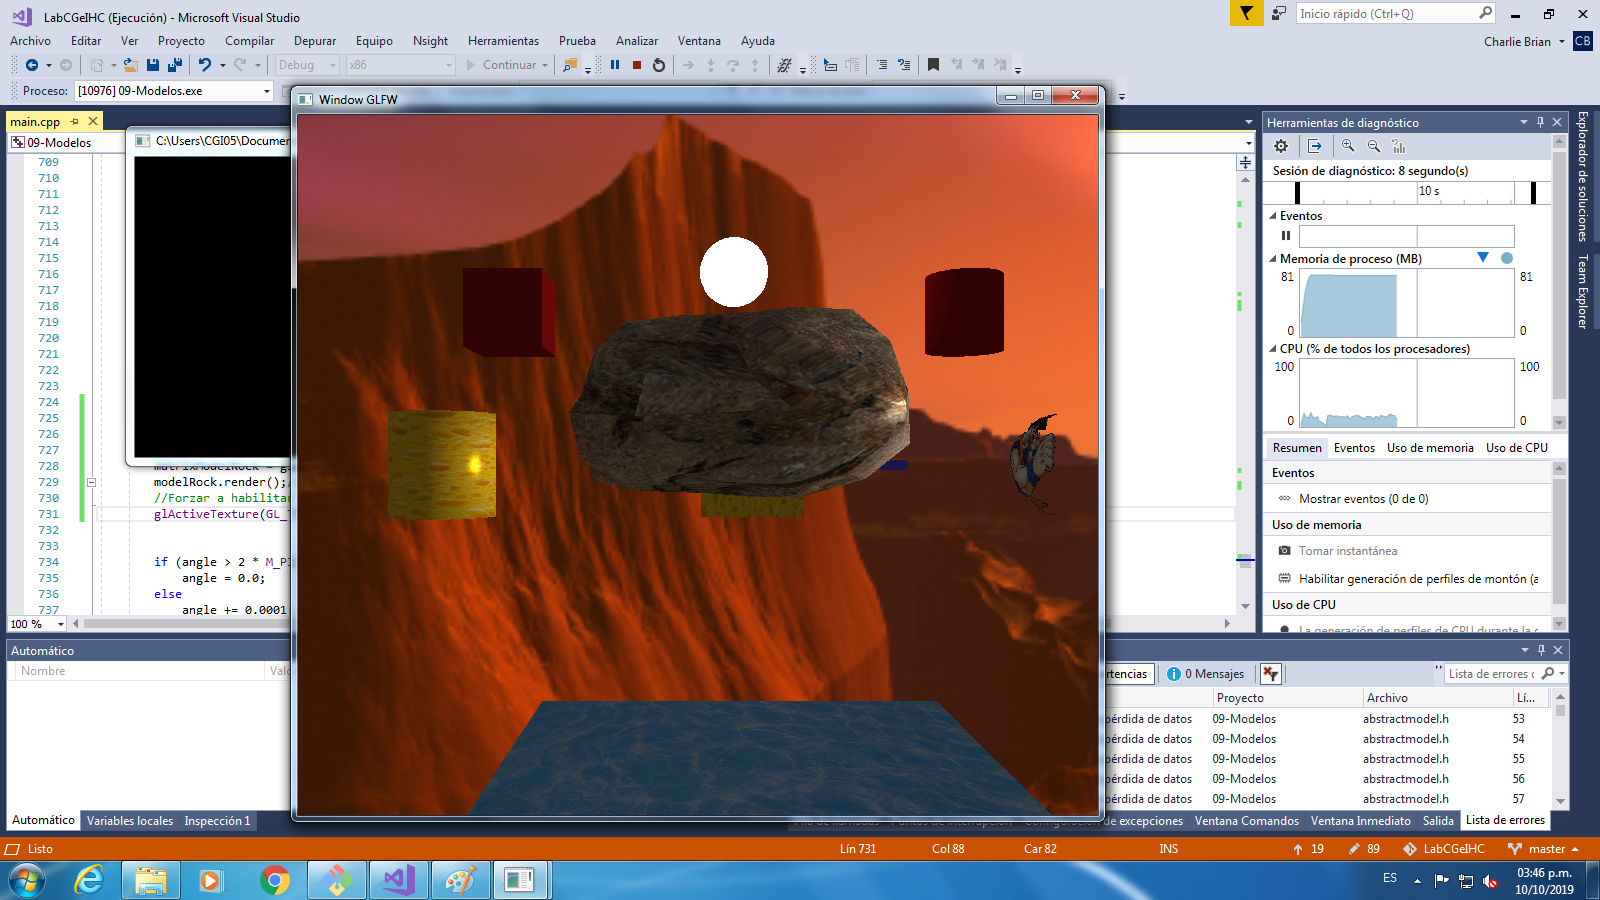 LabCGeIHC (Ejecución) - Microsoft Visual Studio
Inicio rápido (Ctrl+Q)
Archivo Editar Ver Proyecto Compilar Depurar Equipo Nsight Herramientas Prueba Analizar Ventana Ayuda
Charlie Brian CB
Debug x86 Continuar
Proceso: [10976] 09-Modelos.exe
Window GLFW
main.cpp
09-Modelos
C:\Users\CGI05\Documen
709
710
711
712
713
714
715
716
717
718
719
720
721
722
723
724
725
726
727
728 matrixModelRock = g
729 modelRock.render();
730 //Forzar a habilitar
731 glActiveTexture(GL_
732
733
734 if (angle > 2 * M_P
735 angle = 0.0;
736 else
737 angle += 0.0001
100 %
Herramientas de diagnóstico
Sesión de diagnóstico: 8 segundo(s)
10 s
Eventos
Memoria de proceso (MB)
81 81
0 0
CPU (% de todos los procesadores)
100 100
0 0
Resumen Eventos Uso de memoria Uso de CPU
Eventos
Mostrar eventos (0 de 0)
Uso de memoria
Tomar instantánea
Habilitar generación de perfiles de montón (a
Uso de CPU
La generación de perfiles de CPU durante la
Explorador de soluciones
Team Explorer
Automático
Nombre Valo
Automático Variables locales Inspección 1
rtencias 0 Mensajes
Lista de errores
Proyecto Archivo Lí...
pérdida de datos 09-Modelos abstractmodel.h 53
pérdida de datos 09-Modelos abstractmodel.h 54
pérdida de datos 09-Modelos abstractmodel.h 55
pérdida de datos 09-Modelos abstractmodel.h 56
pérdida de datos 09-Modelos abstractmodel.h 57
de excepciones Ventana Comandos Ventana Inmediato Salida Lista de errores
Listo
Lín 731 Col 88 Car 82 INS 19 89 LabCGeIHC master
ES
03:46 p.m.
10/10/2019